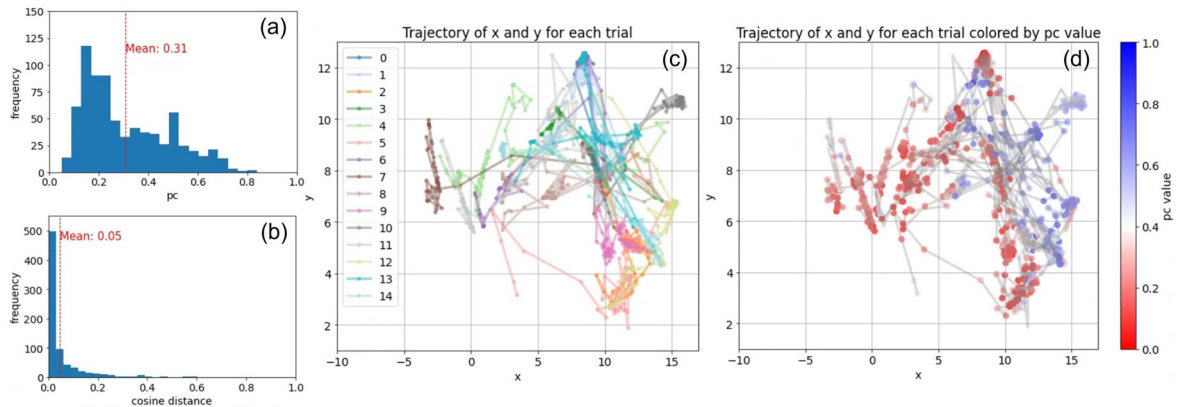 (a)
150
125
100
75
50
25
0
frequency
Mean: 0.31
0.0 0.2 0.4 0.6 0.8 1.0
pc
(b)
500
400
300
200
100
0
frequency
Mean: 0.05
0.0 0.2 0.4 0.6 0.8 1.0
cosine distance
Trajectory of x and y for each trial
(c)
12
10
8
6
4
2
y
0
1
2
3
4
5
6
7
8
9
10
11
12
13
14
−10 −5 0 5 10 15
x
Trajectory of x and y for each trial colored by pc value
(d)
12
10
8
6
4
2
y
−10 −5 0 5 10 15
x
1.0
0.8
0.6
0.4
0.2
0.0
pc value